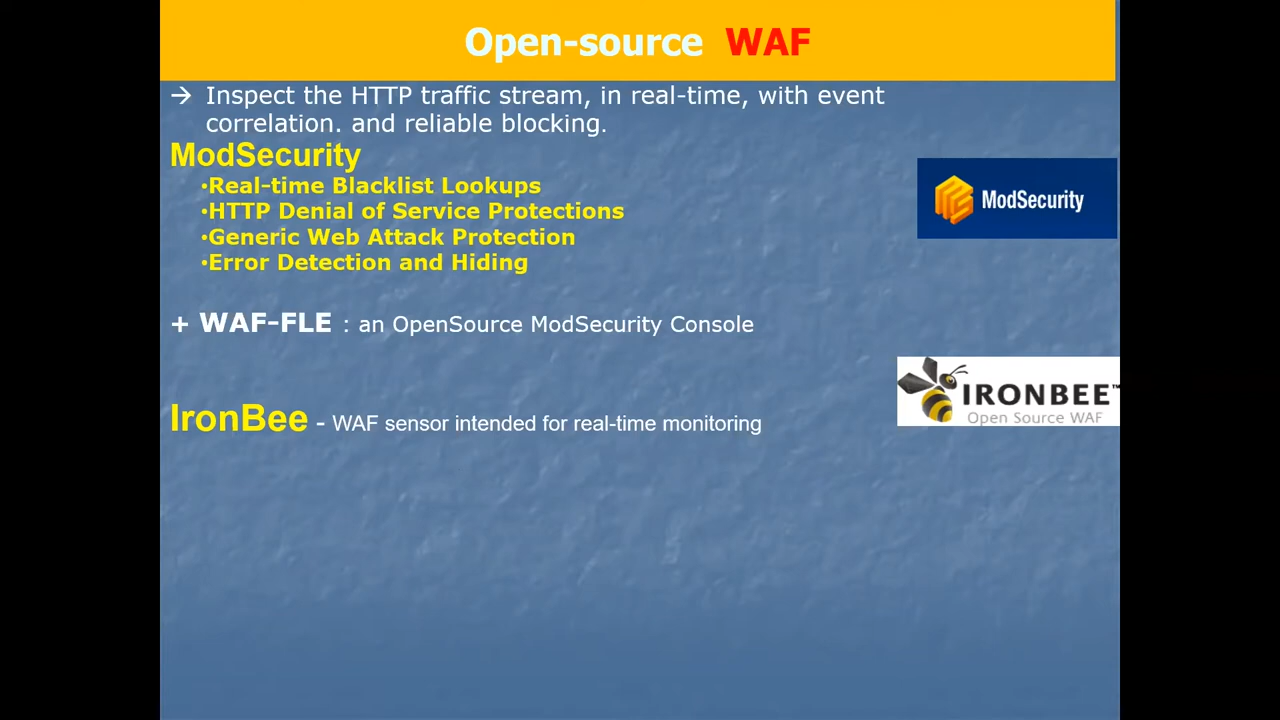 Open-source WAF
→ Inspect the HTTP traffic stream, in real-time, with event
correlation. and reliable blocking.
ModSecurity
•Real-time Blacklist Lookups
•HTTP Denial of Service Protections
•Generic Web Attack Protection
•Error Detection and Hiding
ModSecurity
+ WAF-FLE : an OpenSource ModSecurity Console
IronBee - WAF sensor intended for real-time monitoring
IRONBEE™
Open Source WAF